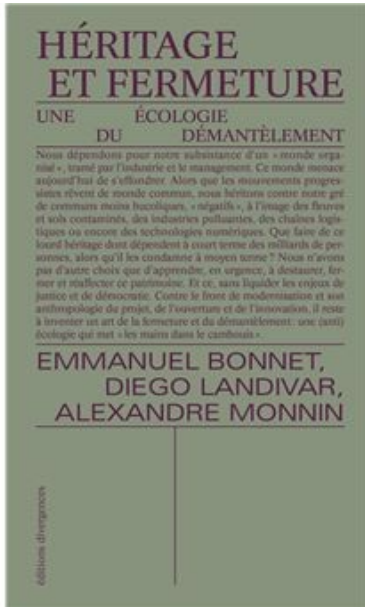 HÉRITAGE
ET FERMETURE
UNE ÉCOLOGIE
DU DÉMANTÈLEMENT
Nous dépendons pour notre subsistance d'un « monde orga-
nisé », tramé par l'industrie et le management. Ce monde menace
aujourd'hui de s'effondrer. Alors que les mouvements progres-
sistes rêvent de monde commun, nous héritons contre notre gré
de communs moins bucoliques, « négatifs », à l'image des fleuves
et sols contaminés, des industries polluantes, des chaînes logis-
tiques ou encore des technologies numériques. Que faire de ce
lourd héritage dont dépendent à court terme des milliards de per-
sonnes, alors qu'il les condamne à moyen terme ? Nous n'avons
pas d'autre choix que d'apprendre, en urgence, à destaurer, fer-
mer et réaffecter ce patrimoine. Et ce, sans liquider les enjeux de
justice et de démocratie. Contre le front de modernisation et son
anthropologie du projet, de l'ouverture et de l'innovation, il reste
à inventer un art de la fermeture et du démantèlement : une (anti)
écologie qui met « les mains dans le cambouis ».
EMMANUEL BONNET,
DIEGO LANDIVAR,
ALEXANDRE MONNIN
éditions divergences